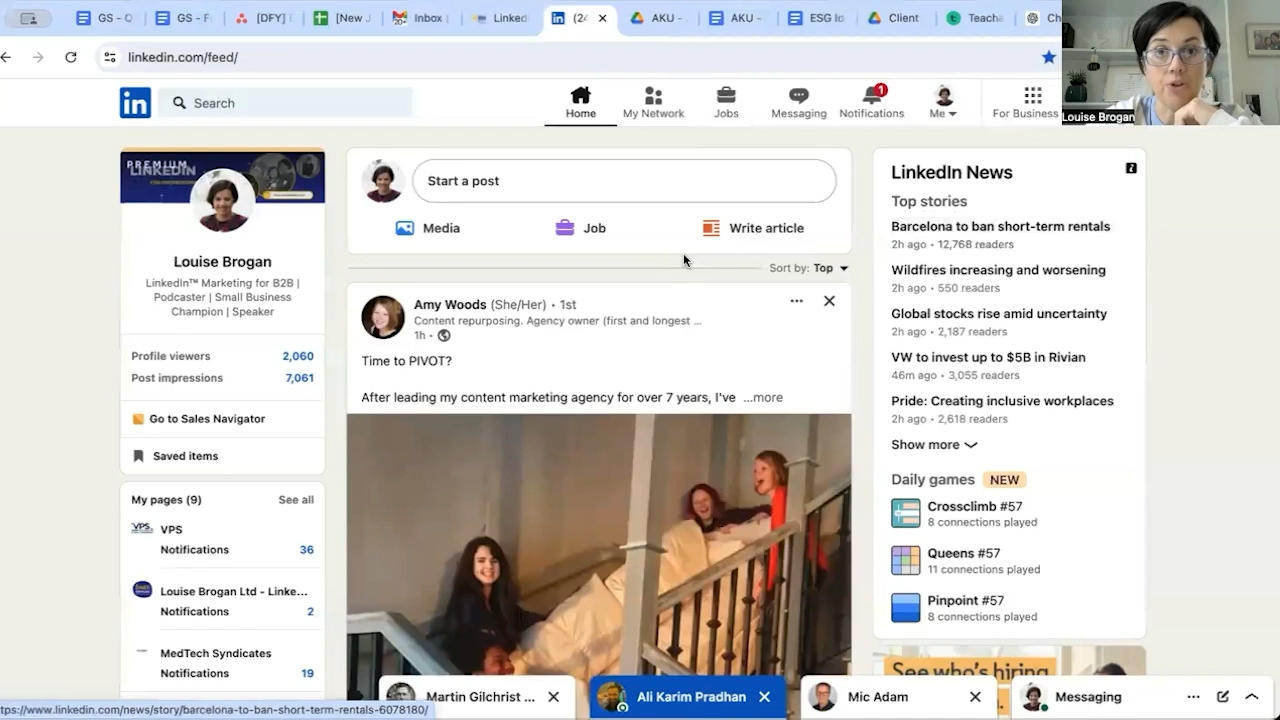 GS - Q
GS - F
[DFY]
[New J
Inbox
Linked
(2
AKU -
AKU -
ESG Id
Client
Teacha
Ch
linkedin.com/feed/
Louise Brogan
in
Search
Home
My Network
Jobs
Messaging
1
Notifications
Me
For Business
PREMIUM
LINKEDIN
Louise Brogan
LinkedIn™ Marketing for B2B |
Podcaster | Small Business
Champion | Speaker
Profile viewers 2,060
Post impressions 7,061
Go to Sales Navigator
Saved items
My pages (9) See all
VPS
VPS
Notifications 36
Louise Brogan Ltd - Linke...
Notifications 2
MedTech Syndicates
Notifications 19
Start a post
Media
Job
Write article
Sort by: Top
Amy Woods (She/Her) • 1st
Content repurposing. Agency owner (first and longest ...
1h •
Time to PIVOT?
After leading my content marketing agency for over 7 years, I've ...more
LinkedIn News
Top stories
Barcelona to ban short-term rentals
2h ago • 12,768 readers
Wildfires increasing and worsening
2h ago • 550 readers
Global stocks rise amid uncertainty
2h ago • 2,187 readers
VW to invest up to $5B in Rivian
46m ago • 3,055 readers
Pride: Creating inclusive workplaces
2h ago • 2,618 readers
Show more
Daily games NEW
Crossclimb #57
8 connections played
Queens #57
11 connections played
Pinpoint #57
8 connections played
See who's hiring
Martin Gilchrist ...
Ali Karim Pradhan
Mic Adam
Messaging
tps://www.linkedin.com/news/story/barcelona-to-ban-short-term-rentals-6078180/